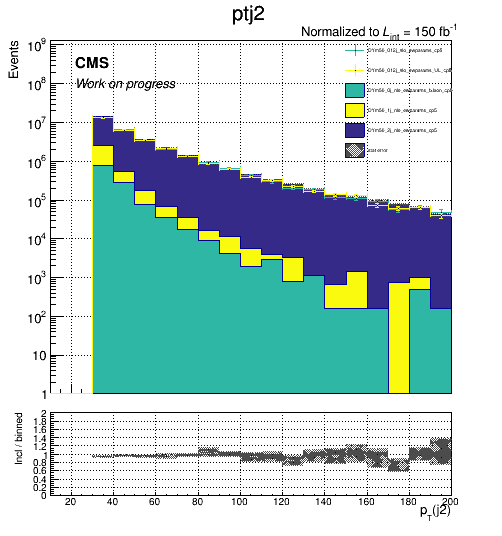 ptj2
Normalized to L_int = 150 fb^-1
Events
10^9
10^8
10^7
10^6
10^5
10^4
10^3
10^2
10
1
CMS
Work on progress
Incl / binned
2
1.8
1.6
1.4
1.2
1
0.8
0.6
0.4
0.2
0
20 40 60 80 100 120 140 160 180 200
p_T(j2)